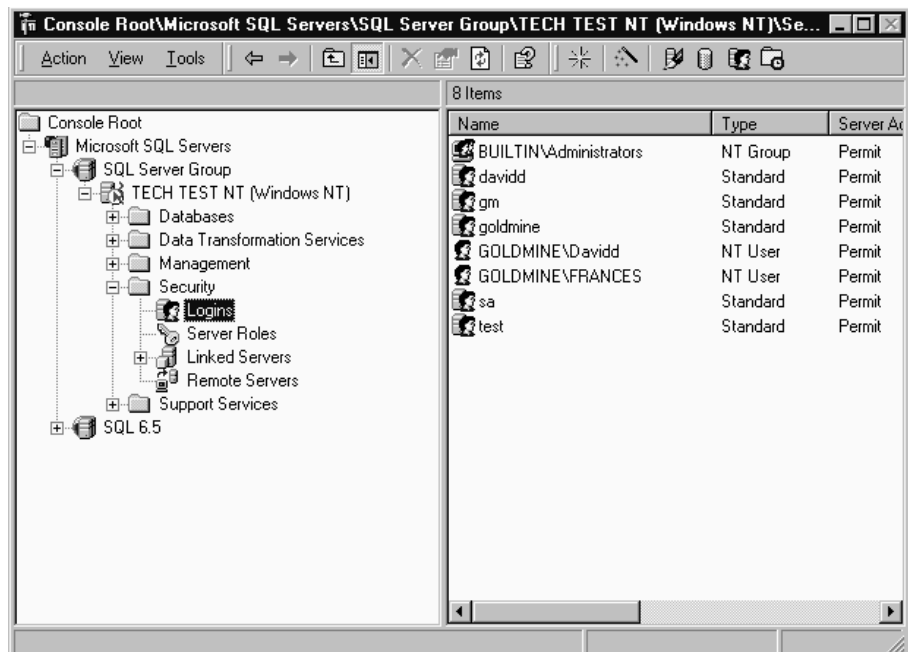 Console Root\Microsoft SQL Servers\SQL Server Group\TECH TEST NT (Windows NT)\Se...
Action View Tools
8 Items
Console Root
Microsoft SQL Servers
SQL Server Group
TECH TEST NT (Windows NT)
Databases
Data Transformation Services
Management
Security
Logins
Server Roles
Linked Servers
Remote Servers
Support Services
SQL 6.5
Name Type Server Ac
BUILTIN\Administrators NT Group Permit
davidd Standard Permit
gm Standard Permit
goldmine Standard Permit
GOLDMINE\Davidd NT User Permit
GOLDMINE\FRANCES NT User Permit
sa Standard Permit
test Standard Permit